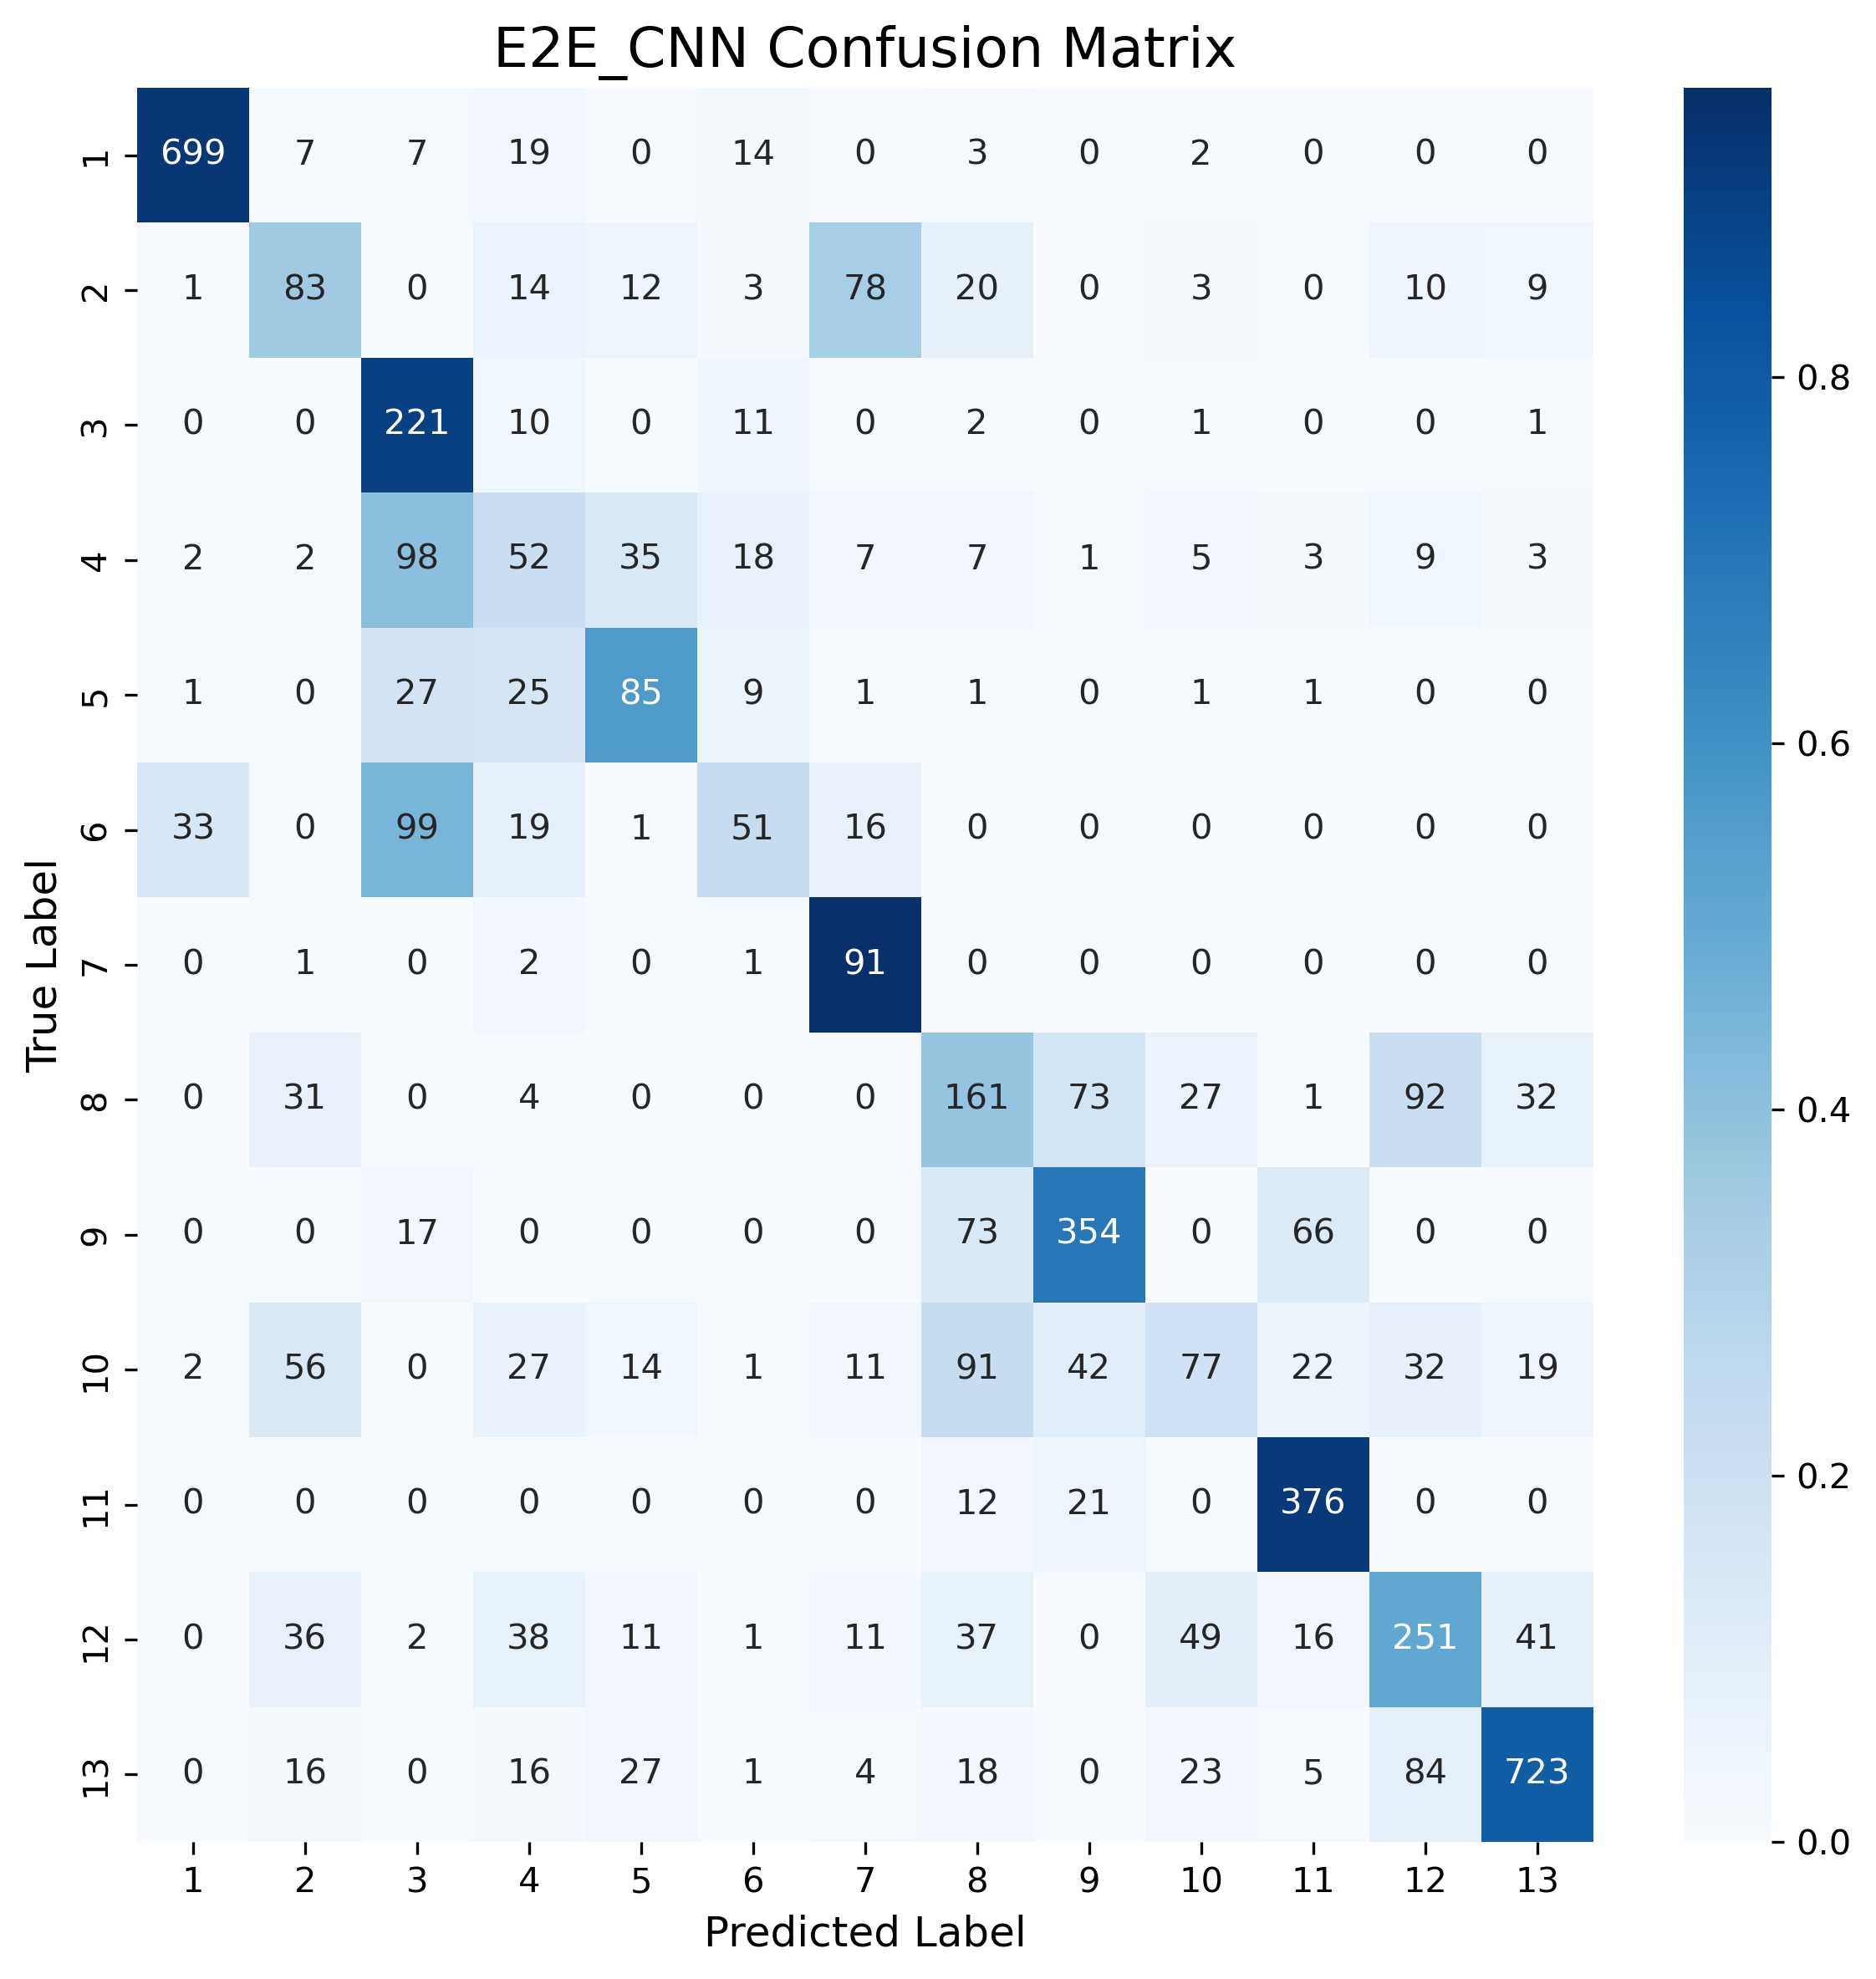 E2E_CNN Confusion Matrix
1 699 7 7 19 0 14 0 3 0 2 0 0 0
2 1 83 0 14 12 3 78 20 0 3 0 10 9
3 0 0 221 10 0 11 0 2 0 1 0 0 1
4 2 2 98 52 35 18 7 7 1 5 3 9 3
5 1 0 27 25 85 9 1 1 0 1 1 0 0
6 33 0 99 19 1 51 16 0 0 0 0 0 0
7 0 1 0 2 0 1 91 0 0 0 0 0 0
8 0 31 0 4 0 0 0 161 73 27 1 92 32
9 0 0 17 0 0 0 0 73 354 0 66 0 0
10 2 56 0 27 14 1 11 91 42 77 22 32 19
11 0 0 0 0 0 0 0 12 21 0 376 0 0
12 0 36 2 38 11 1 11 37 0 49 16 251 41
13 0 16 0 16 27 1 4 18 0 23 5 84 723
1 2 3 4 5 6 7 8 9 10 11 12 13
Predicted Label
True Label
0.8
0.6
0.4
0.2
0.0